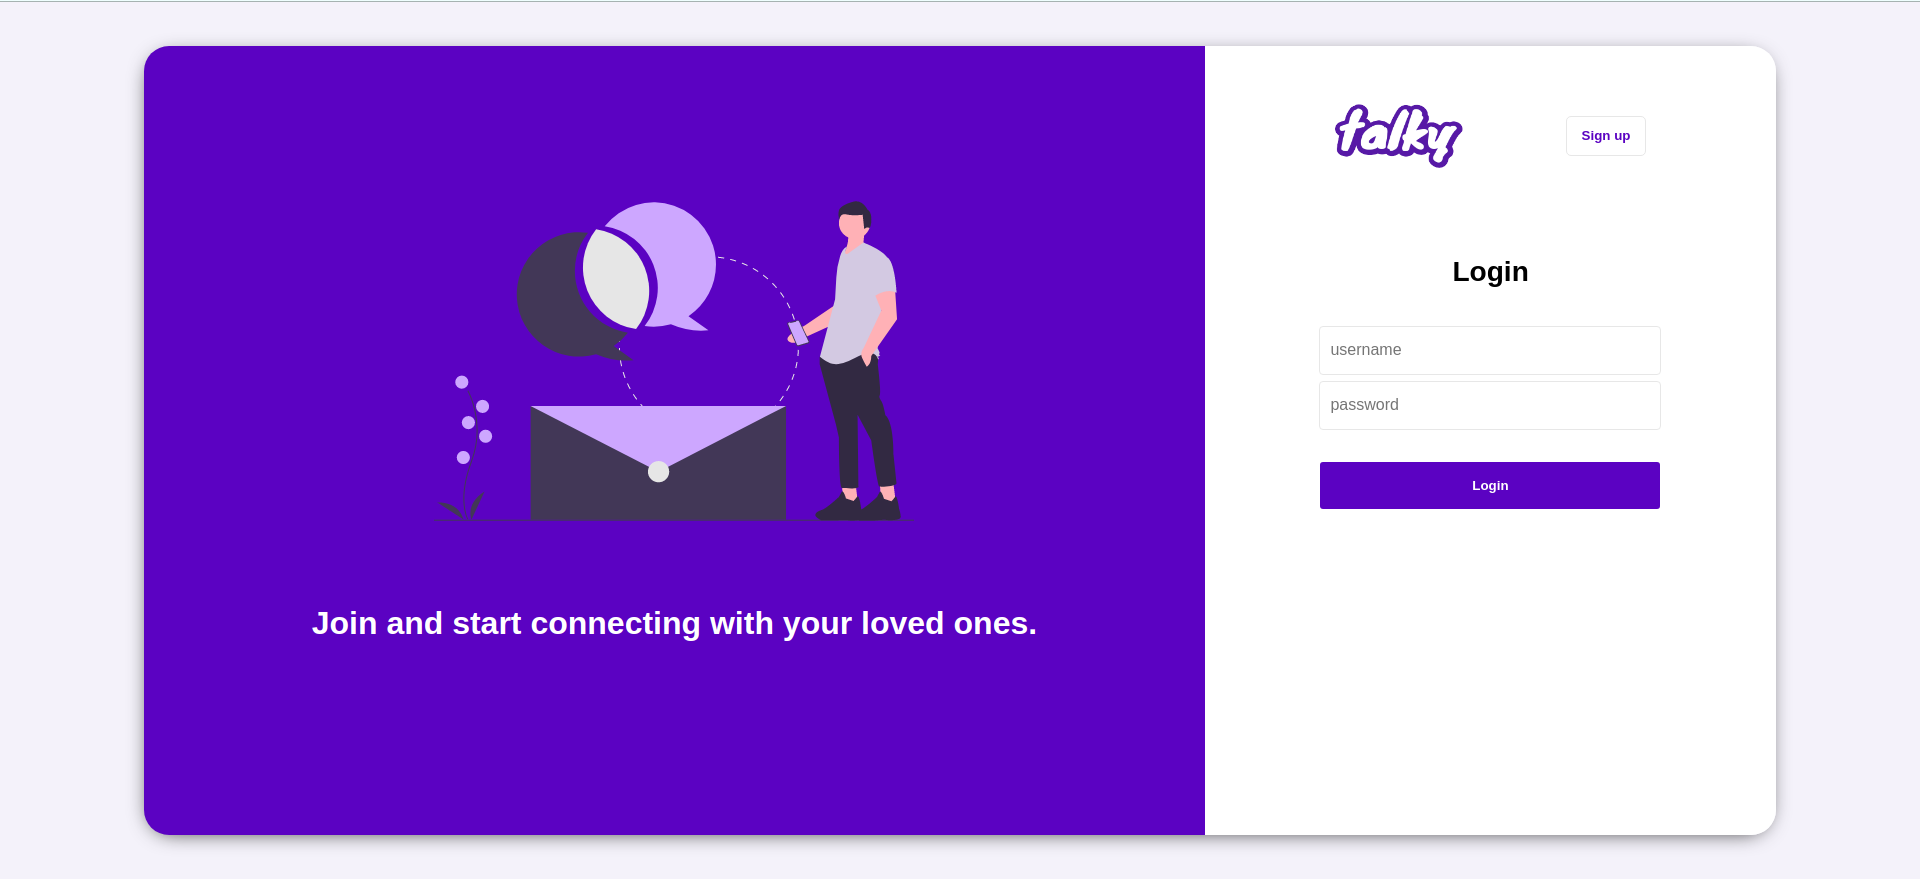 talky
Sign up
Login
username
password
Login
Join and start connecting with your loved ones.